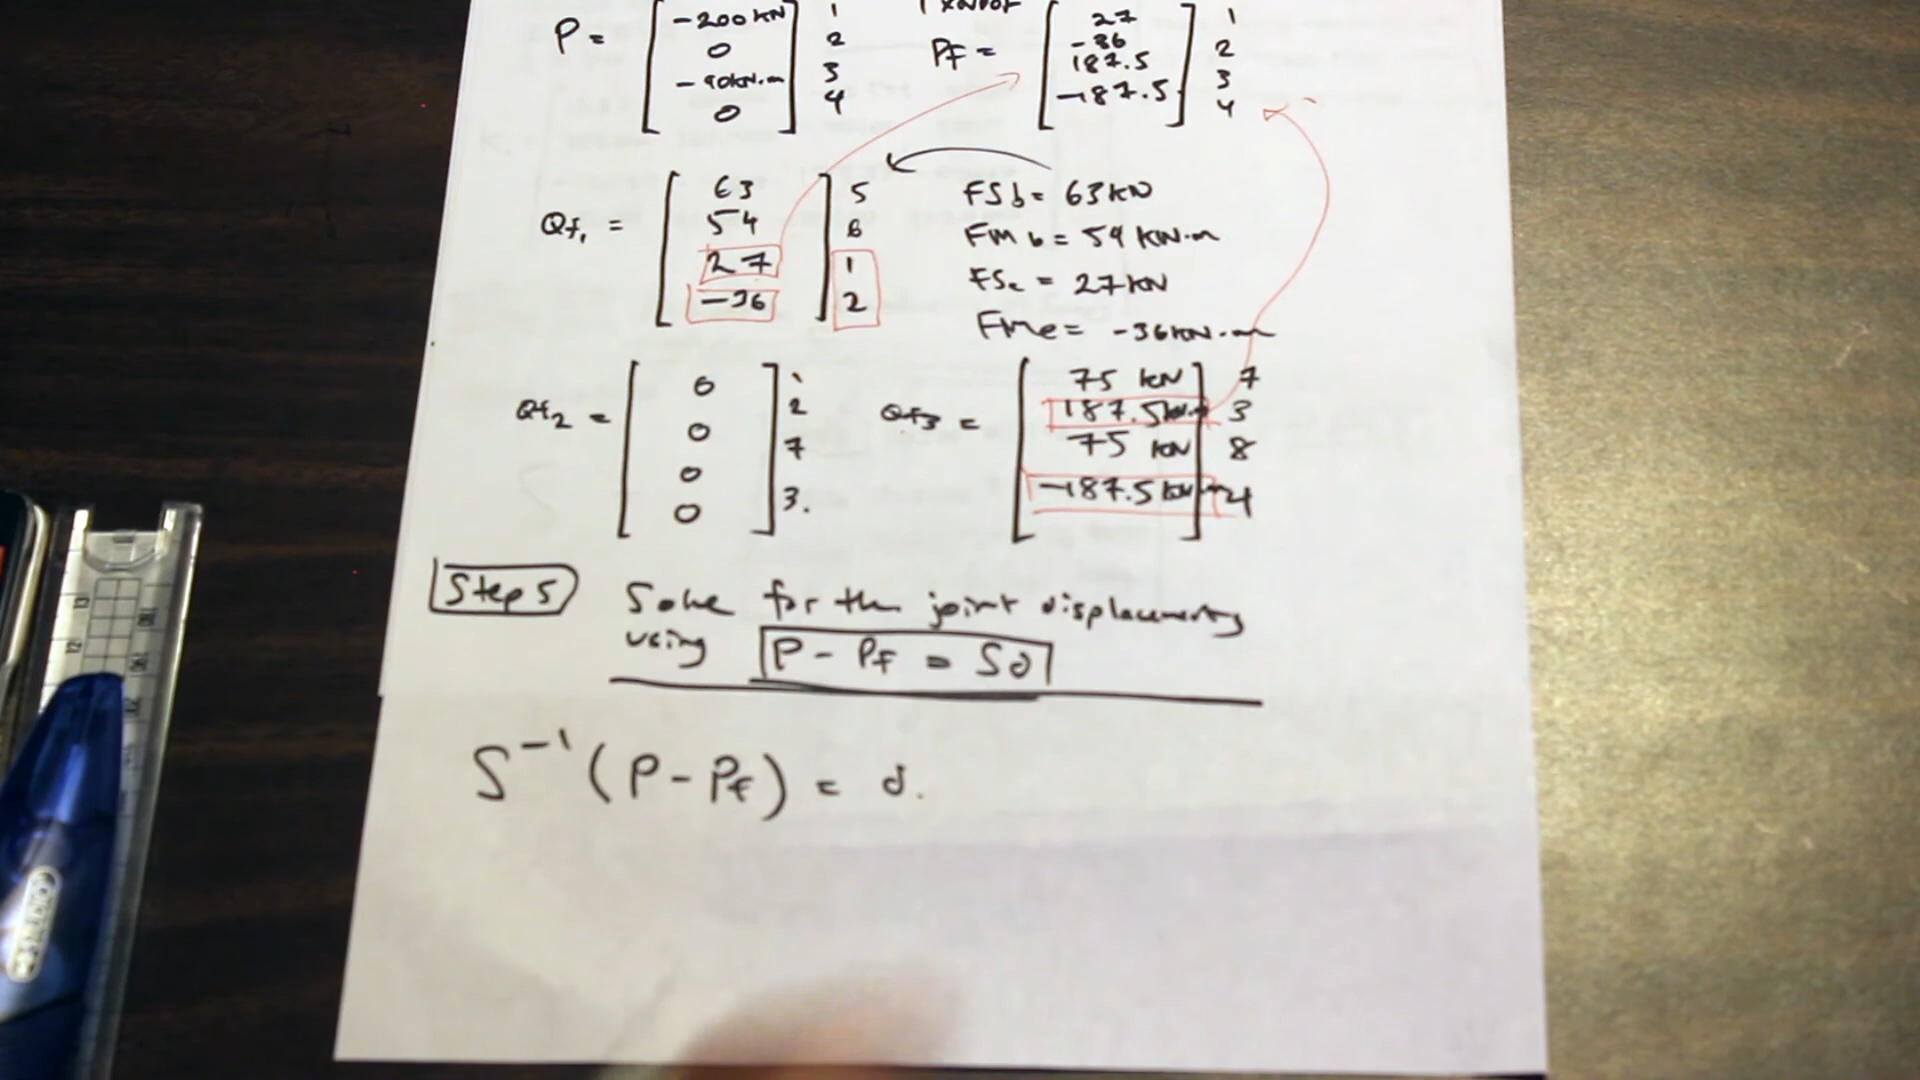 P = [ -200 kN 0 -90kN.m 0 ] 1 2 3 4
Pf = [ 27 -36 187.5 -187.5 ] 1 2 3 4
Qf1 = [ 63 54 27 -36 ] 5 6 1 2
FSb = 63 kN
FMb = 54 kN.m
FSe = 27 kN
FMe = -36 kN.m
Qf2 = [ 0 0 0 0 ] 1 2 7 3.
Qf3 = [ 75 kN 187.5 kN.m 75 kN -187.5 kN.m ] 7 3 8 4
Step 5 Solve for the joint displacements
using P - Pf = Sd
S⁻¹ (P - Pf) = d.